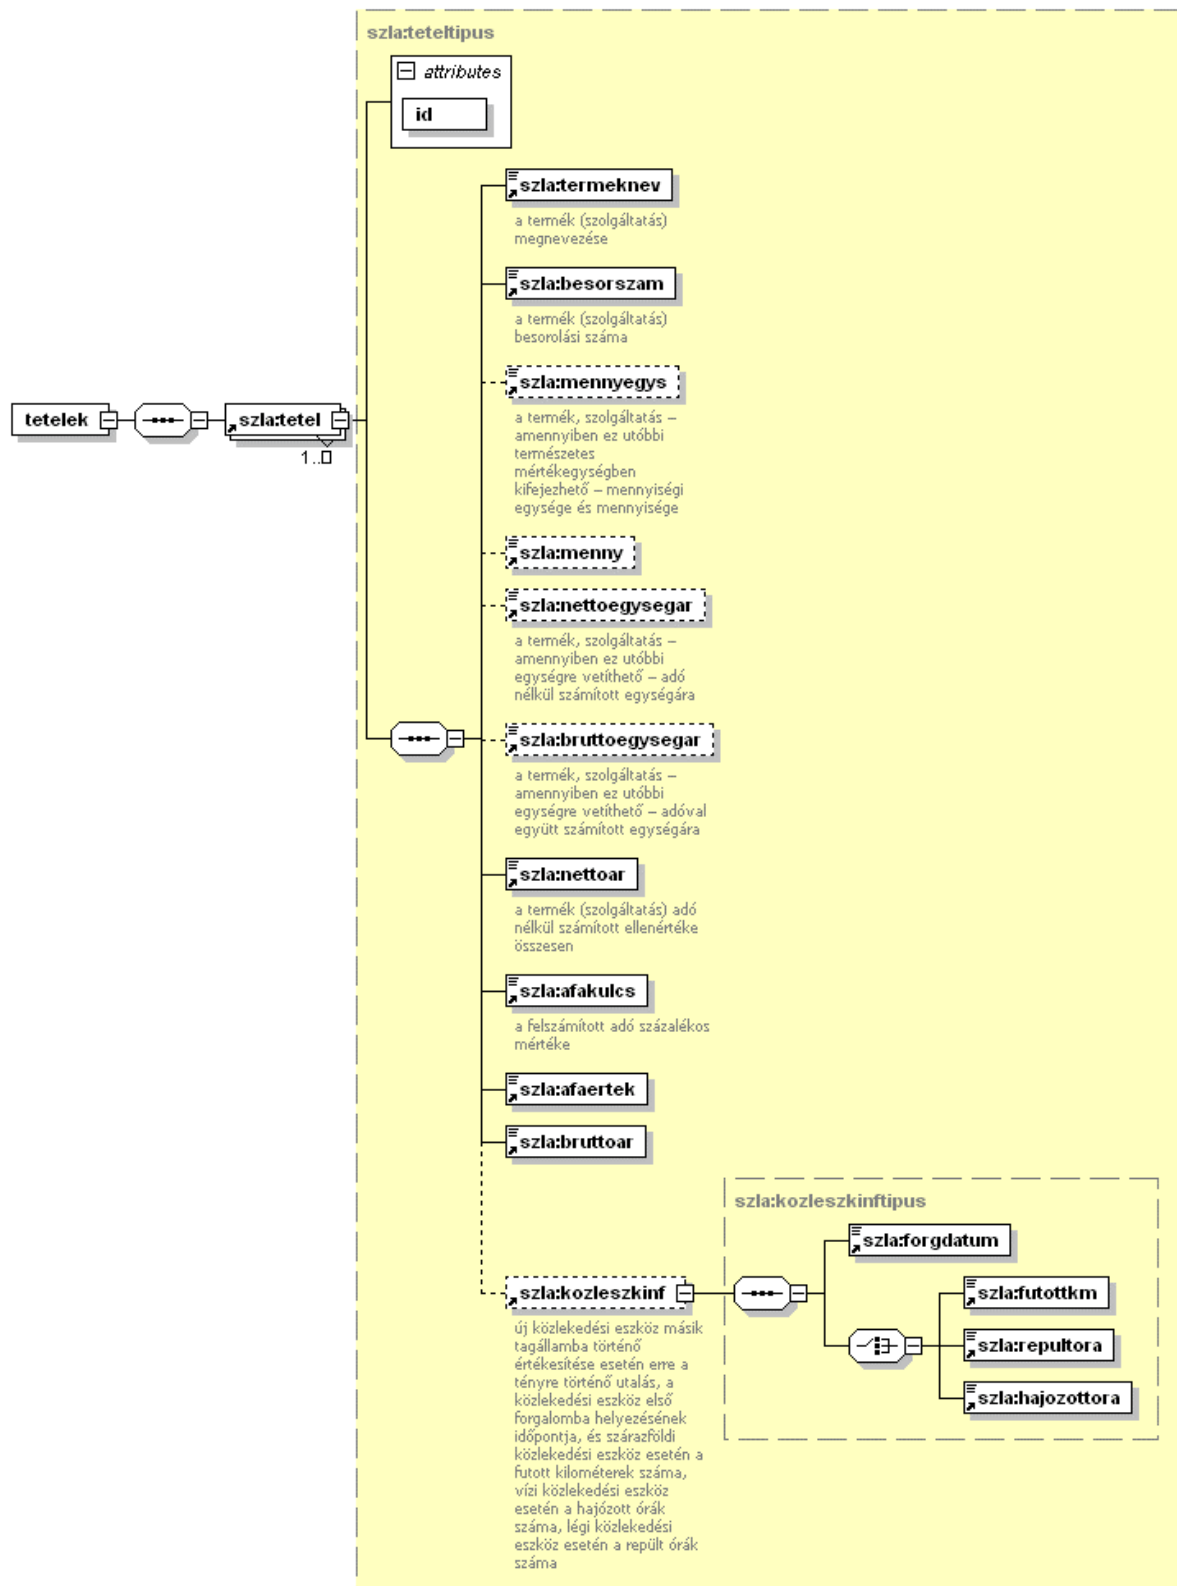 szla:teteltipus
attributes
id
szla:termeknev
a termék (szolgáltatás)
megnevezése
szla:besorszam
a termék (szolgáltatás)
besorolási száma
szla:mennyegys
a termék, szolgáltatás –
amennyiben ez utóbbi
természetes
mértékegységben
kifejezhető – mennyiségi
egysége és mennyisége
tetelek
szla:tetel
1..
szla:menny
szla:nettoegysegar
a termék, szolgáltatás –
amennyiben ez utóbbi
egységre vetíthető – adó
nélkül számított egységára
szla:bruttoegysegar
a termék, szolgáltatás –
amennyiben ez utóbbi
egységre vetíthető – adóval
együtt számított egységára
szla:nettoar
a termék (szolgáltatás) adó
nélkül számított ellenértéke
összesen
szla:afakulcs
a felszámított adó százalékos
mértéke
szla:afaertek
szla:bruttoar
szla:kozleszkinftipus
szla:forgdatum
szla:kozleszkinf
szla:futottkm
szla:repultora
szla:hajozottora
új közlekedési eszköz másik
tagállamba történő
értékesítése esetén erre a
tényre történő utalás, a
közlekedési eszköz első
forgalomba helyezésének
időpontja, és szárazföldi
közlekedési eszköz esetén a
futott kilométerek száma,
vízi közlekedési eszköz
esetén a hajózott órák
száma, légi közlekedési
eszköz esetén a repült órák
száma